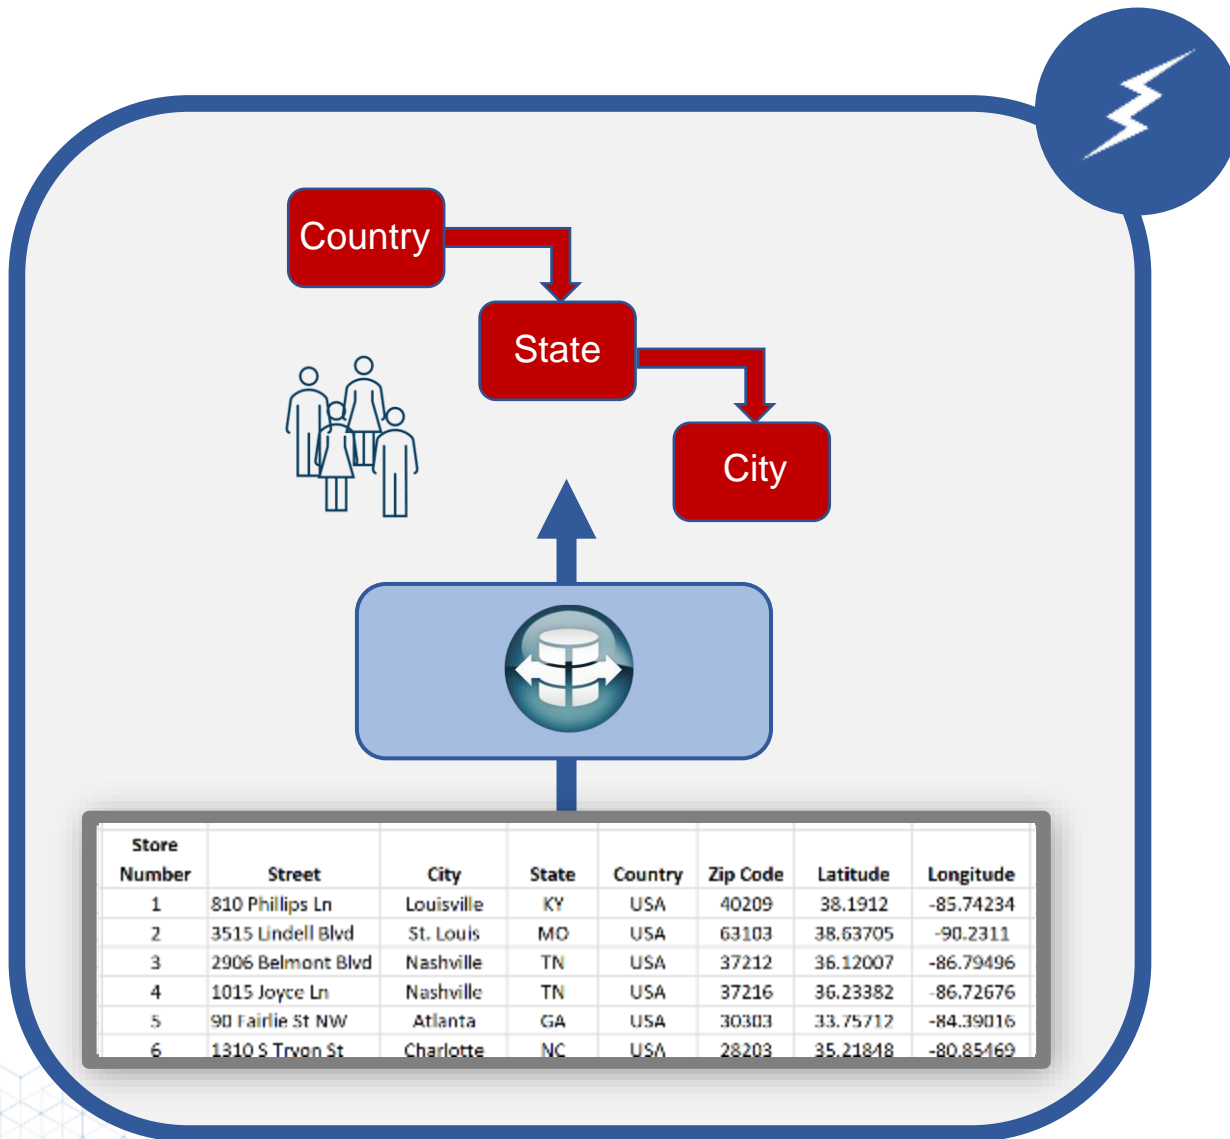 Country
State
City
Store
Number Street City State Country Zip Code Latitude Longitude
1 810 Phillips Ln Louisville KY USA 40209 38.1912 -85.74234
2 3515 Lindell Blvd St. Louis MO USA 63103 38.63705 -90.2311
3 2906 Belmont Blvd Nashville TN USA 37212 36.12007 -86.79496
4 1015 Joyce Ln Nashville TN USA 37216 36.23382 -86.72676
5 90 Fairlie St NW Atlanta GA USA 30303 33.75712 -84.39016
6 1310 S Tryon St Charlotte NC USA 28203 35.21848 -80.85469